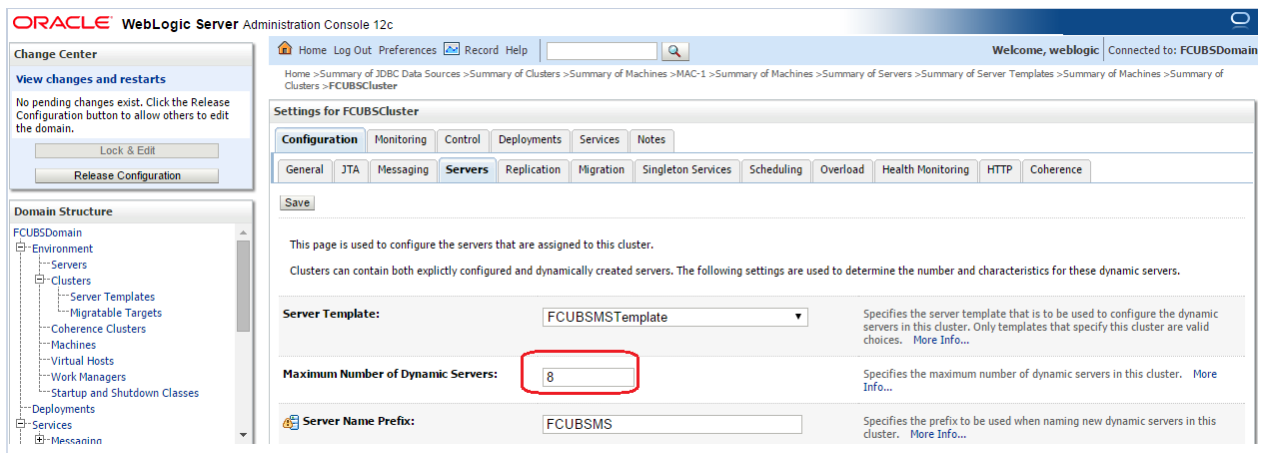 ORACLE WebLogic Server Administration Console 12c
Change Center
View changes and restarts
No pending changes exist. Click the Release
Configuration button to allow others to edit
the domain.
Lock & Edit
Release Configuration
Domain Structure
FCUBSDomain
Environment
Servers
Clusters
Server Templates
Migratable Targets
Coherence Clusters
Machines
Virtual Hosts
Work Managers
Startup and Shutdown Classes
Deployments
Services
Messaging
Home Log Out Preferences Record Help
Welcome, weblogic Connected to: FCUBSDomain
Home >Summary of JDBC Data Sources >Summary of Clusters >Summary of Machines >MAC-1 >Summary of Machines >Summary of Servers >Summary of Server Templates >Summary of Machines >Summary of
Clusters >FCUBSCluster
Settings for FCUBSCluster
Configuration Monitoring Control Deployments Services Notes
General JTA Messaging Servers Replication Migration Singleton Services Scheduling Overload Health Monitoring HTTP Coherence
Save
This page is used to configure the servers that are assigned to this cluster.
Clusters can contain both explictly configured and dynamically created servers. The following settings are used to determine the number and characteristics for these dynamic servers.
Server Template: FCUBSMSTemplate
Specifies the server template that is to be used to configure the dynamic
servers in this cluster. Only templates that specify this cluster are valid
choices. More Info...
Maximum Number of Dynamic Servers: 8
Specifies the maximum number of dynamic servers in this cluster. More
Info...
Server Name Prefix: FCUBSMS
Specifies the prefix to be used when naming new dynamic servers in this
cluster. More Info...